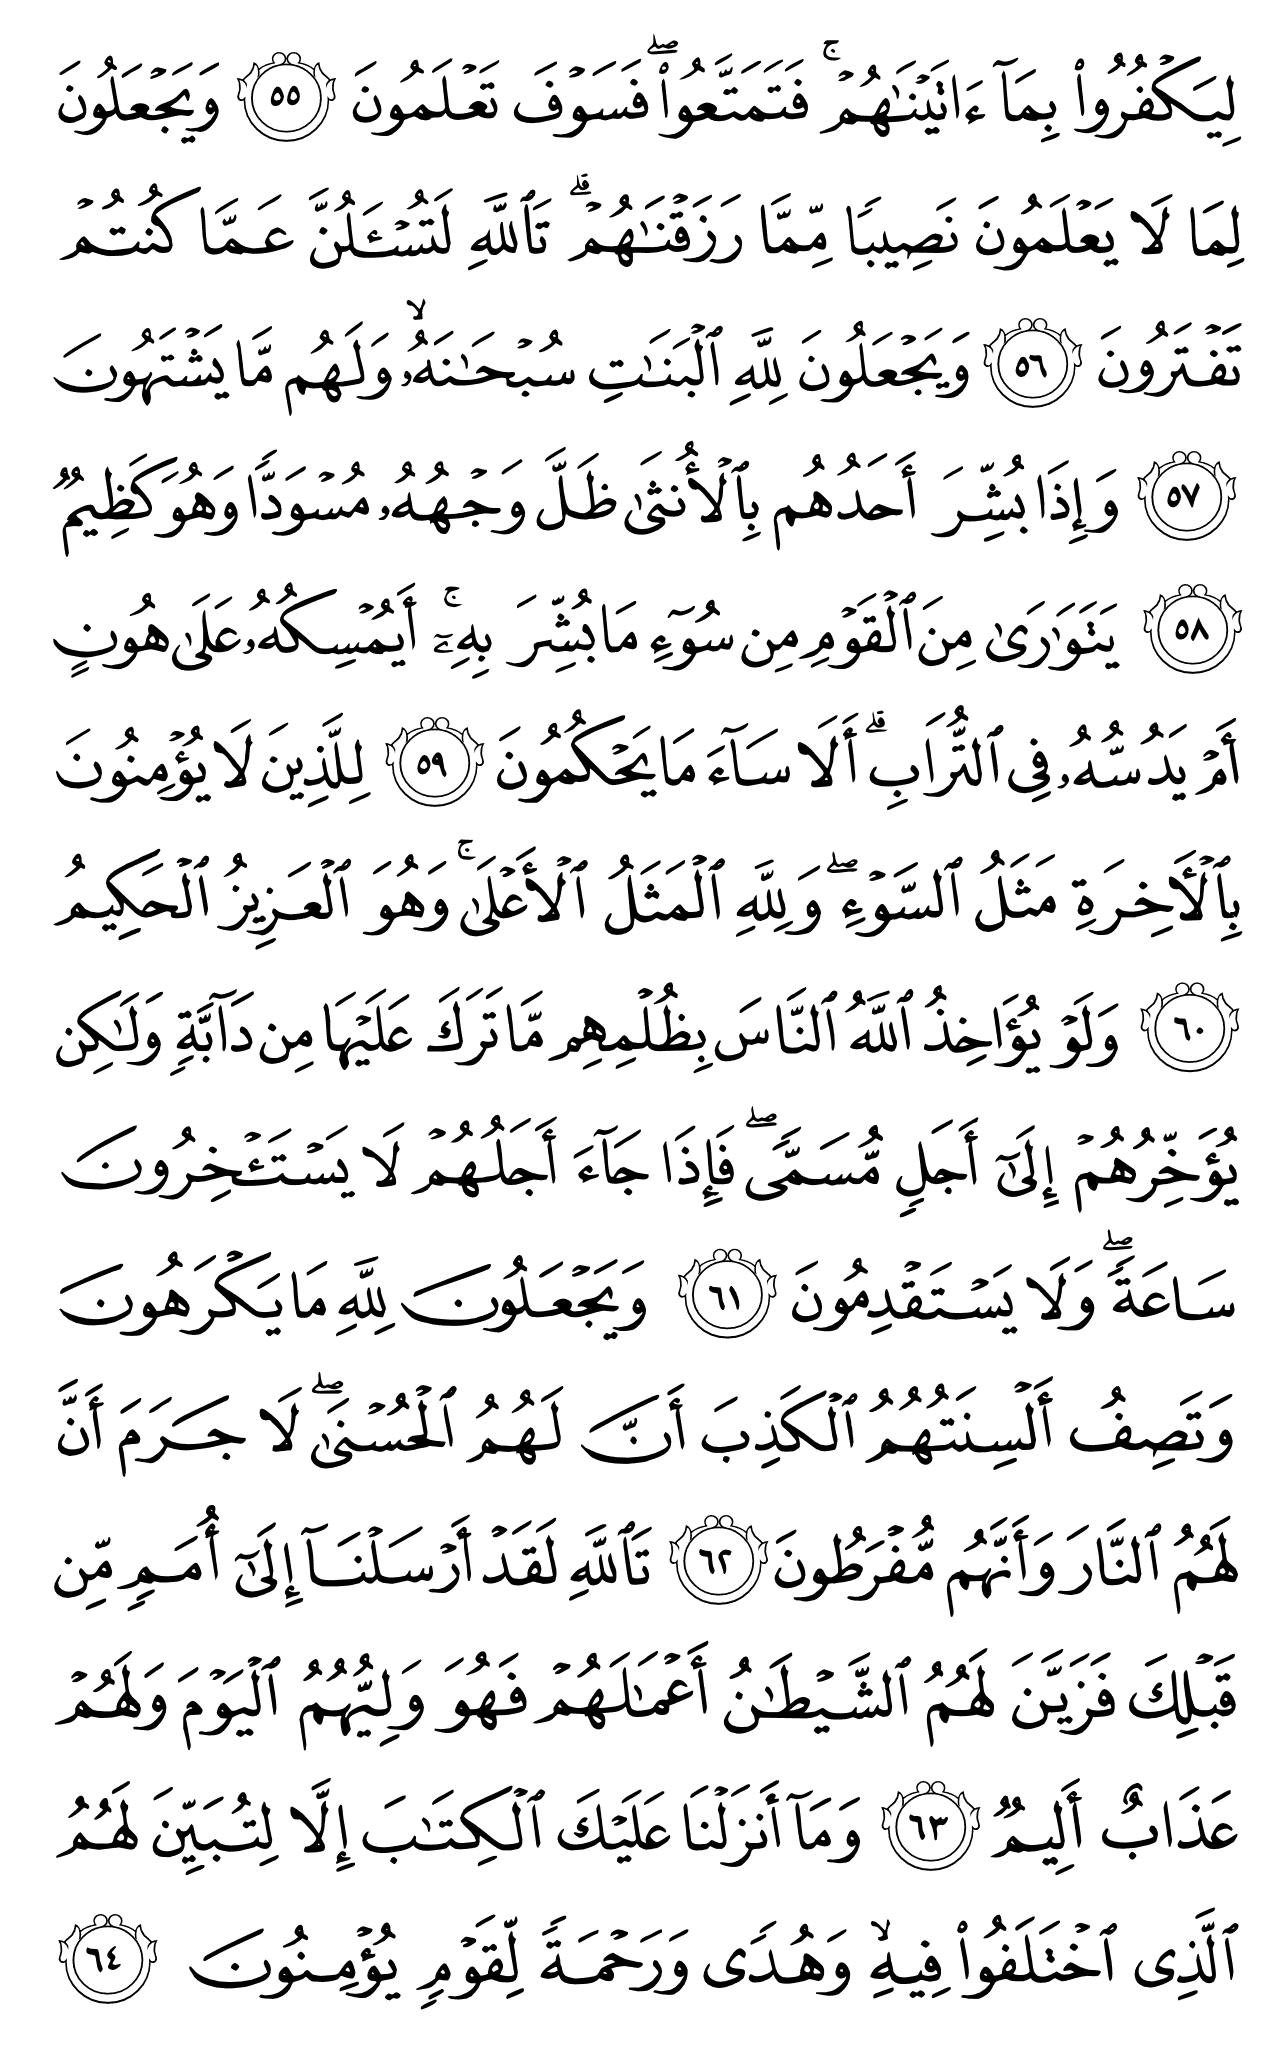 لِيَكۡفُرُواْ بِمَآ ءَاتَيۡنَٰهُمۡۚ فَتَمَتَّعُواْۖ فَسَوۡفَ تَعۡلَمُونَ ٥٥ وَيَجۡعَلُونَ
لِمَا لَا يَعۡلَمُونَ نَصِيبٗا مِّمَّا رَزَقۡنَٰهُمۡۗ تَٱللَّهِ لَتُسۡـَٔلُنَّ عَمَّا كُنتُمۡ
تَفۡتَرُونَ ٥٦ وَيَجۡعَلُونَ لِلَّهِ ٱلۡبَنَٰتِ سُبۡحَٰنَهُۥ وَلَهُم مَّا يَشۡتَهُونَ
٥٧ وَإِذَا بُشِّرَ أَحَدُهُم بِٱلۡأُنثَىٰ ظَلَّ وَجۡهُهُۥ مُسۡوَدّٗا وَهُوَ كَظِيمٞ
٥٨ يَتَوَٰرَىٰ مِنَ ٱلۡقَوۡمِ مِن سُوٓءِ مَا بُشِّرَ بِهِۦٓۚ أَيُمۡسِكُهُۥ عَلَىٰ هُونٍ
أَمۡ يَدُسُّهُۥ فِي ٱلتُّرَابِۗ أَلَا سَآءَ مَا يَحۡكُمُونَ ٥٩ لِلَّذِينَ لَا يُؤۡمِنُونَ
بِٱلۡأٓخِرَةِ مَثَلُ ٱلسَّوۡءِۖ وَلِلَّهِ ٱلۡمَثَلُ ٱلۡأَعۡلَىٰۚ وَهُوَ ٱلۡعَزِيزُ ٱلۡحَكِيمُ
٦٠ وَلَوۡ يُؤَاخِذُ ٱللَّهُ ٱلنَّاسَ بِظُلۡمِهِم مَّا تَرَكَ عَلَيۡهَا مِن دَآبَّةٖ وَلَٰكِن
يُؤَخِّرُهُمۡ إِلَىٰٓ أَجَلٖ مُّسَمّٗىۖ فَإِذَا جَآءَ أَجَلُهُمۡ لَا يَسۡتَـٔۡخِرُونَ
سَاعَةٗۖ وَلَا يَسۡتَقۡدِمُونَ ٦١ وَيَجۡعَلُونَ لِلَّهِ مَا يَكۡرَهُونَ
وَتَصِفُ أَلۡسِنَتُهُمُ ٱلۡكَذِبَ أَنَّ لَهُمُ ٱلۡحُسۡنَىٰۖ لَا جَرَمَ أَنَّ
لَهُمُ ٱلنَّارَ وَأَنَّهُم مُّفۡرَطُونَ ٦٢ تَٱللَّهِ لَقَدۡ أَرۡسَلۡنَآ إِلَىٰٓ أُمَمٖ مِّن
قَبۡلِكَ فَزَيَّنَ لَهُمُ ٱلشَّيۡطَٰنُ أَعۡمَٰلَهُمۡ فَهُوَ وَلِيُّهُمُ ٱلۡيَوۡمَ وَلَهُمۡ
عَذَابٌ أَلِيمٞ ٦٣ وَمَآ أَنزَلۡنَا عَلَيۡكَ ٱلۡكِتَٰبَ إِلَّا لِتُبَيِّنَ لَهُمُ
ٱلَّذِي ٱخۡتَلَفُواْ فِيهِ وَهُدٗى وَرَحۡمَةٗ لِّقَوۡمٖ يُؤۡمِنُونَ ٦٤